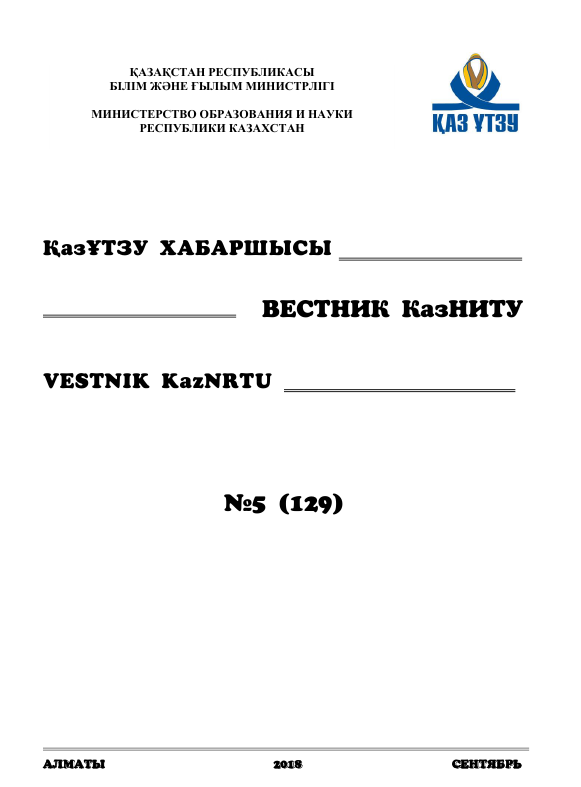 ҚАЗАҚСТАН РЕСПУБЛИКАСЫ
БІЛІМ ЖӘНЕ ҒЫЛЫМ МИНИСТРЛІГІ
МИНИСТЕРСТВО ОБРАЗОВАНИЯ И НАУКИ
РЕСПУБЛИКИ КАЗАХСТАН
ҚАЗ ҰТЗУ
ҚазҰТЗУ ХАБАРШЫСЫ
ВЕСТНИК КазНИТУ
VESTNIK KazNRTU
№5 (129)
АЛМАТЫ 2018 СЕНТЯБРЬ